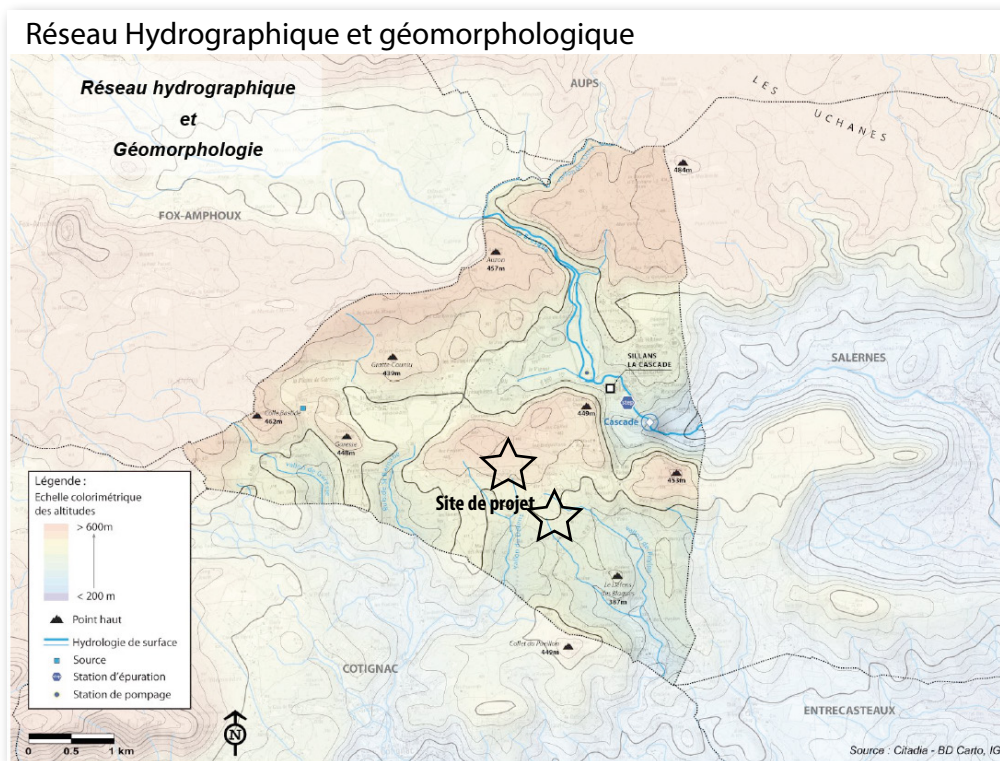 Réseau Hydrographique et géomorphologique
Réseau hydrographique
et
Géomorphologie
AUPS
LES
UCHANES
484m
FOX-AMPHOUX
457m
SILLANS
LA CASCADE
SALERNES
439m
449m
Cascade
462m
448m
453m
Site de projet
387m
449m
COTIGNAC
ENTRECASTEAUX
Légende :
Echelle colorimétrique
des altitudes
> 600m
< 200 m
Point haut
Hydrologie de surface
Source
Station d'épuration
Station de pompage
0 0.5 1 km
N
Source : Citadia - BD Carto, IG